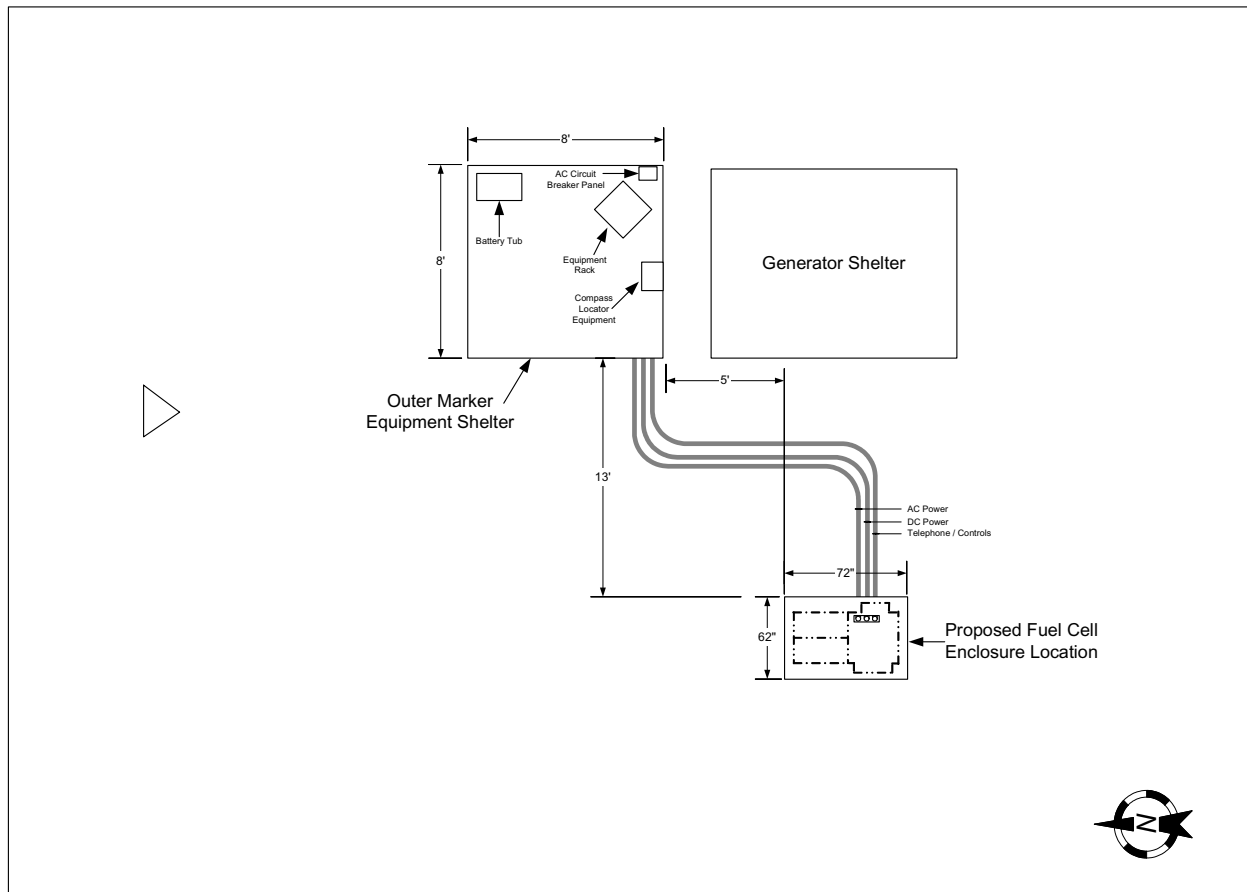 8'
AC Circuit
Breaker Panel
Battery Tub
Equipment
Rack
8'
Generator Shelter
Compass
Locator
Equipment
5'
Outer Marker
Equipment Shelter
13'
AC Power
DC Power
Telephone / Controls
72"
62"
Proposed Fuel Cell
Enclosure Location
N